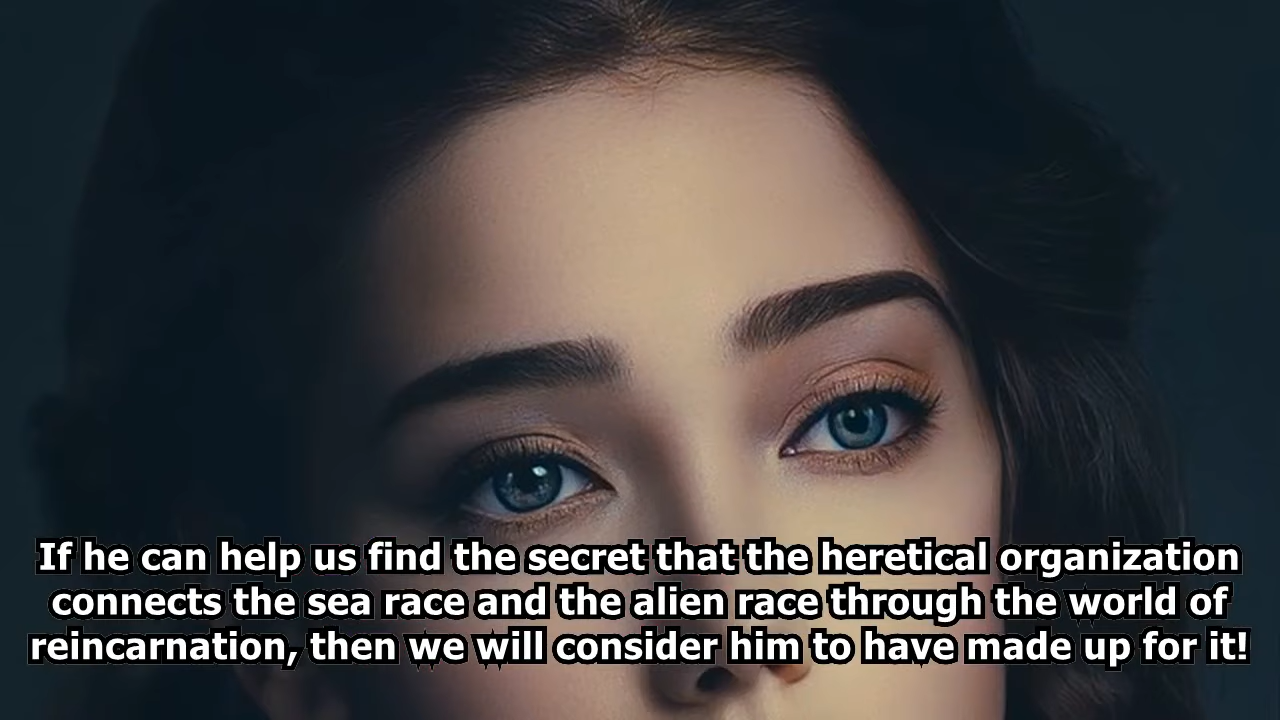 If he can help us find the secret that the heretical organization
connects the sea race and the alien race through the world of
reincarnation, then we will consider him to have made up for it!